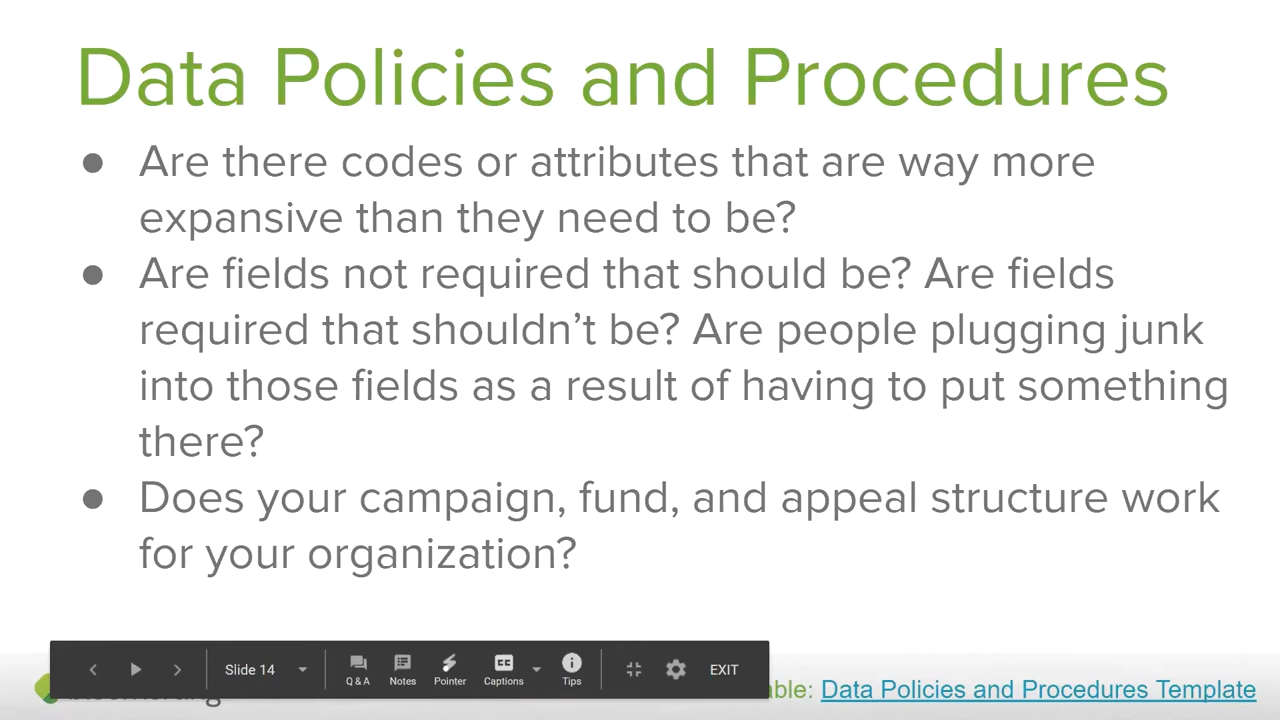 Data Policies and Procedures
● Are there codes or attributes that are way more
expansive than they need to be?
● Are fields not required that should be? Are fields
required that shouldn’t be? Are people plugging junk
into those fields as a result of having to put something
there?
● Does your campaign, fund, and appeal structure work
for your organization?
Slide 14
Q & A
Notes
Pointer
CC
Captions
Tips
EXIT
Data Policies and Procedures Template